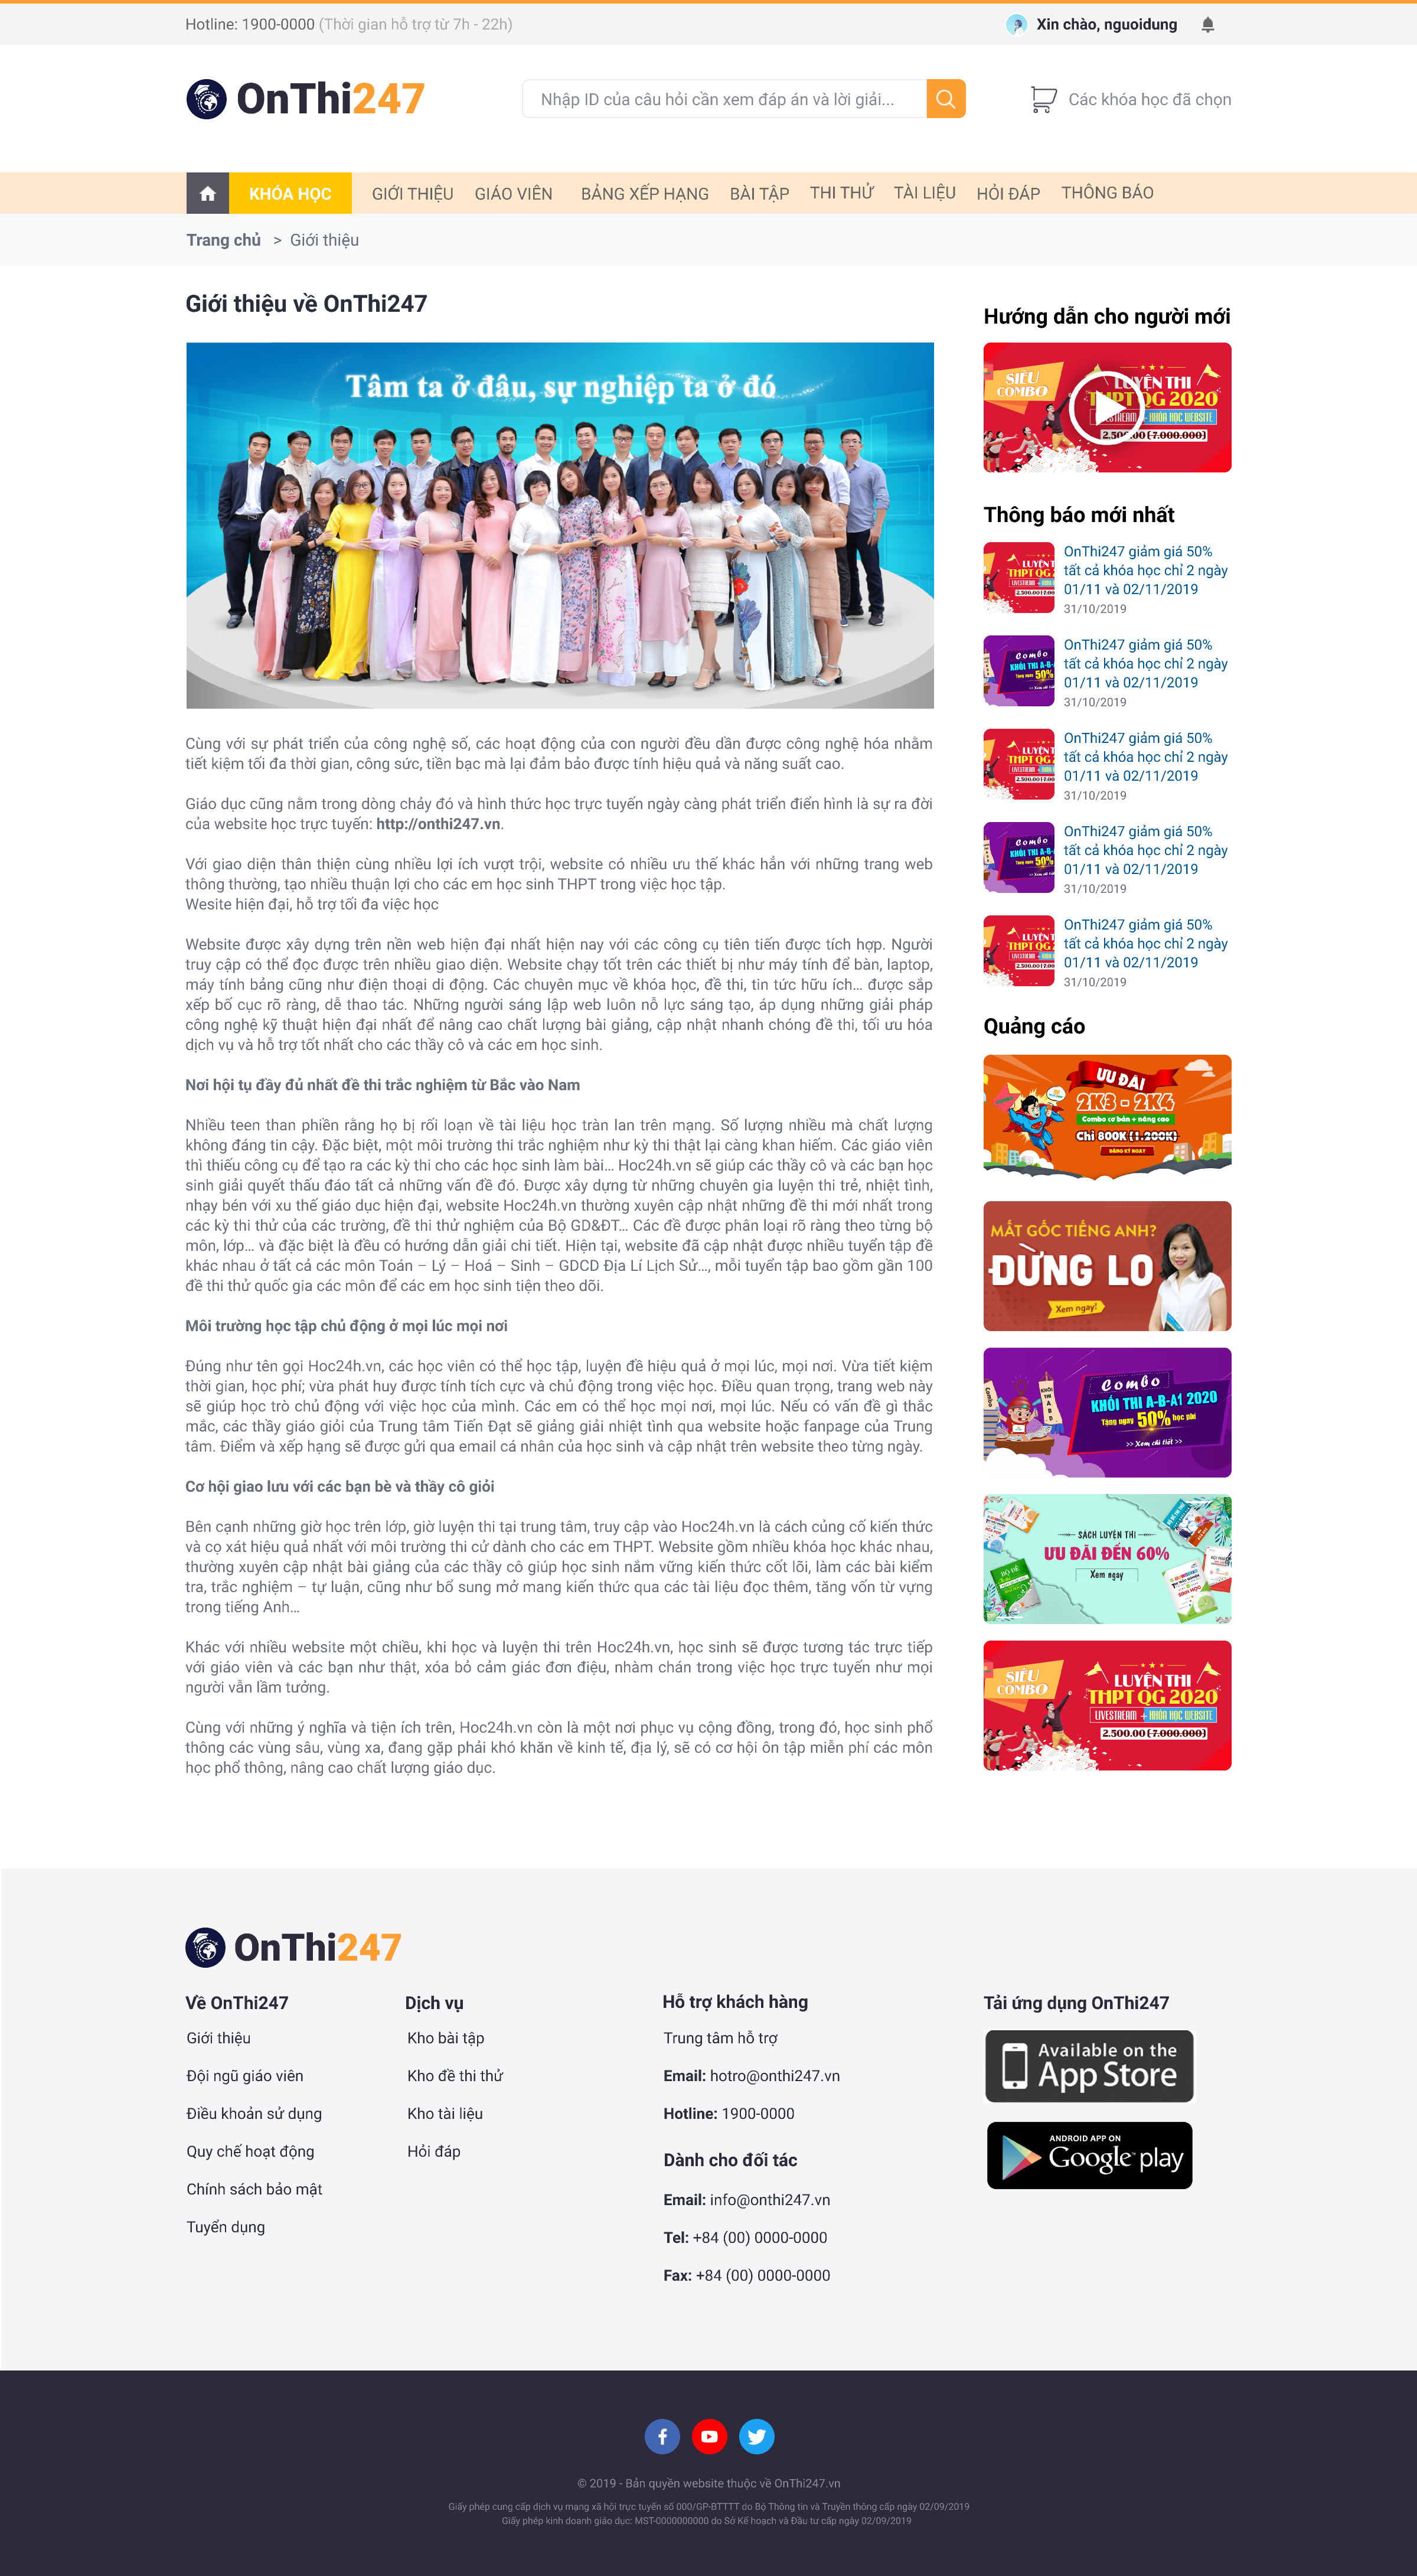 Hotline: 1900-0000 (Thời gian hỗ trợ từ 7h - 22h)
Xin chào, nguoidung
OnThi247
Nhập ID của câu hỏi cần xem đáp án và lời giải...
Các khóa học đã chọn
KHÓA HỌC
GIỚI THIỆU
GIÁO VIÊN
BẢNG XẾP HẠNG
BÀI TẬP
THI THỬ
TÀI LIỆU
HỎI ĐÁP
THÔNG BÁO
Trang chủ > Giới thiệu
Giới thiệu về OnThi247
Tâm ta ở đâu, sự nghiệp ta ở đó
Cùng với sự phát triển của công nghệ số, các hoạt động của con người đều dần được công nghệ hóa nhằm
tiết kiệm tối đa thời gian, công sức, tiền bạc mà lại đảm bảo được tính hiệu quả và năng suất cao.
Giáo dục cũng nằm trong dòng chảy đó và hình thức học trực tuyến ngày càng phát triển điển hình là sự ra đời
của website học trực tuyến: http://onthi247.vn.
Với giao diện thân thiện cùng nhiều lợi ích vượt trội, website có nhiều ưu thế khác hẳn với những trang web
thông thường, tạo nhiều thuận lợi cho các em học sinh THPT trong việc học tập.
Wesite hiện đại, hỗ trợ tối đa việc học
Website được xây dựng trên nền web hiện đại nhất hiện nay với các công cụ tiên tiến được tích hợp. Người
truy cập có thể đọc được trên nhiều giao diện. Website chạy tốt trên các thiết bị như máy tính để bàn, laptop,
máy tính bảng cũng như điện thoại di động. Các chuyên mục về khóa học, đề thi, tin tức hữu ích... được sắp
xếp bố cục rõ ràng, dễ thao tác. Những người sáng lập web luôn nỗ lực sáng tạo, áp dụng những giải pháp
công nghệ kỹ thuật hiện đại nhất để nâng cao chất lượng bài giảng, cập nhật nhanh chóng đề thi, tối ưu hóa
dịch vụ và hỗ trợ tốt nhất cho các thầy cô và các em học sinh.
Nơi hội tụ đầy đủ nhất đề thi trắc nghiệm từ Bắc vào Nam
Nhiều teen than phiền rằng họ bị rối loạn về tài liệu học tràn lan trên mạng. Số lượng nhiều mà chất lượng
không đáng tin cậy. Đặc biệt, một môi trường thi trắc nghiệm như kỳ thi thật lại càng khan hiếm. Các giáo viên
thì thiếu công cụ để tạo ra các kỳ thi cho các học sinh làm bài... Hoc24h.vn sẽ giúp các thầy cô và các bạn học
sinh giải quyết thấu đáo tất cả những vấn đề đó. Được xây dựng từ những chuyên gia luyện thi trẻ, nhiệt tình,
nhạy bén với xu thế giáo dục hiện đại, website Hoc24h.vn thường xuyên cập nhật những đề thi mới nhất trong
các kỳ thi thử của các trường, đề thi thử nghiệm của Bộ GD&ĐT... Các đề được phân loại rõ ràng theo từng bộ
môn, lớp... và đặc biệt là đều có hướng dẫn giải chi tiết. Hiện tại, website đã cập nhật được nhiều tuyển tập đề
khác nhau ở tất cả các môn Toán – Lý – Hoá – Sinh – GDCD Địa Lí Lịch Sử..., mỗi tuyển tập bao gồm gần 100
đề thi thử quốc gia các môn để các em học sinh tiện theo dõi.
Môi trường học tập chủ động ở mọi lúc mọi nơi
Đúng như tên gọi Hoc24h.vn, các học viên có thể học tập, luyện đề hiệu quả ở mọi lúc, mọi nơi. Vừa tiết kiệm
thời gian, học phí; vừa phát huy được tính tích cực và chủ động trong việc học. Điều quan trọng, trang web này
sẽ giúp học trò chủ động với việc học của mình. Các em có thể học mọi nơi, mọi lúc. Nếu có vấn đề gì thắc
mắc, các thầy giáo giỏi của Trung tâm Tiến Đạt sẽ giảng giải nhiệt tình qua website hoặc fanpage của Trung
tâm. Điểm và xếp hạng sẽ được gửi qua email cá nhân của học sinh và cập nhật trên website theo từng ngày.
Cơ hội giao lưu với các bạn bè và thầy cô giỏi
Bên cạnh những giờ học trên lớp, giờ luyện thi tại trung tâm, truy cập vào Hoc24h.vn là cách củng cố kiến thức
và cọ xát hiệu quả nhất với môi trường thi cử dành cho các em THPT. Website gồm nhiều khóa học khác nhau,
thường xuyên cập nhật bài giảng của các thầy cô giúp học sinh nắm vững kiến thức cốt lõi, làm các bài kiểm
tra, trắc nghiệm – tự luận, cũng như bổ sung mở mang kiến thức qua các tài liệu đọc thêm, tăng vốn từ vựng
trong tiếng Anh...
Khác với nhiều website một chiều, khi học và luyện thi trên Hoc24h.vn, học sinh sẽ được tương tác trực tiếp
với giáo viên và các bạn như thật, xóa bỏ cảm giác đơn điệu, nhàm chán trong việc học trực tuyến như mọi
người vẫn lầm tưởng.
Cùng với những ý nghĩa và tiện ích trên, Hoc24h.vn còn là một nơi phục vụ cộng đồng, trong đó, học sinh phổ
thông các vùng sâu, vùng xa, đang gặp phải khó khăn về kinh tế, địa lý, sẽ có cơ hội ôn tập miễn phí các môn
học phổ thông, nâng cao chất lượng giáo dục.
Hướng dẫn cho người mới
SIÊU
COMBO
LUYỆN THI
THPT QG 2020
LIVESTREAM + KHÓA HỌC WEBSITE
2.500.00 (7.000.000)
Thông báo mới nhất
OnThi247 giảm giá 50%
tất cả khóa học chỉ 2 ngày
01/11 và 02/11/2019
31/10/2019
OnThi247 giảm giá 50%
tất cả khóa học chỉ 2 ngày
01/11 và 02/11/2019
31/10/2019
OnThi247 giảm giá 50%
tất cả khóa học chỉ 2 ngày
01/11 và 02/11/2019
31/10/2019
OnThi247 giảm giá 50%
tất cả khóa học chỉ 2 ngày
01/11 và 02/11/2019
31/10/2019
OnThi247 giảm giá 50%
tất cả khóa học chỉ 2 ngày
01/11 và 02/11/2019
31/10/2019
Quảng cáo
ƯU ĐÃI
2K3 - 2K4
Combo cơ bản + nâng cao
Chỉ 800K (1.200K)
ĐĂNG KÝ NGAY
MẤT GỐC TIẾNG ANH?
ĐỪNG LO
Xem ngay!
Combo
KHỐI THI A-B-A1 2020
Tặng ngay 50% học phí
>> Xem chi tiết >>
SÁCH LUYỆN THI
ƯU ĐÃI ĐẾN 60%
Xem ngay
SIÊU
COMBO
LUYỆN THI
THPT QG 2020
LIVESTREAM + KHÓA HỌC WEBSITE
2.500.00 (7.000.000)
OnThi247
Về OnThi247
Giới thiệu
Đội ngũ giáo viên
Điều khoản sử dụng
Quy chế hoạt động
Chính sách bảo mật
Tuyển dụng
Dịch vụ
Kho bài tập
Kho đề thi thử
Kho tài liệu
Hỏi đáp
Hỗ trợ khách hàng
Trung tâm hỗ trợ
Email: hotro@onthi247.vn
Hotline: 1900-0000
Dành cho đối tác
Email: info@onthi247.vn
Tel: +84 (00) 0000-0000
Fax: +84 (00) 0000-0000
Tải ứng dụng OnThi247
Available on the
App Store
ANDROID APP ON
Google play
© 2019 - Bản quyền website thuộc về OnThi247.vn
Giấy phép cung cấp dịch vụ mạng xã hội trực tuyến số 000/GP-BTTTT do Bộ Thông tin và Truyền thông cấp ngày 02/09/2019
Giấy phép kinh doanh giáo dục: MST-0000000000 do Sở Kế hoạch và Đầu tư cấp ngày 02/09/2019